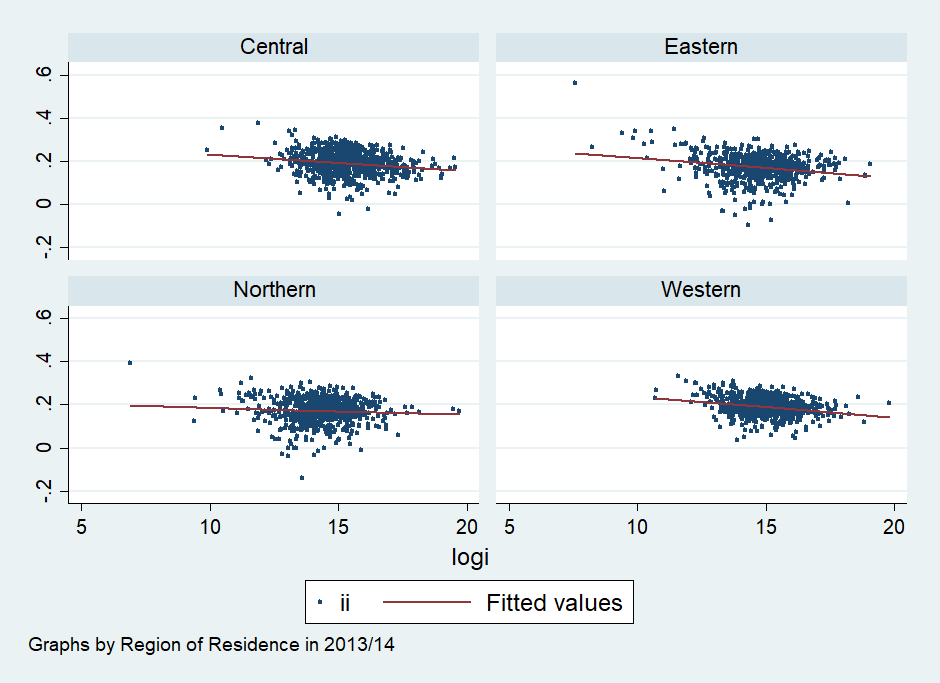 Central
Eastern
.6
.4
.2
0
-.2
Northern
Western
.6
.4
.2
0
-.2
5 10 15 20 5 10 15 20
logi
ii Fitted values
Graphs by Region of Residence in 2013/14